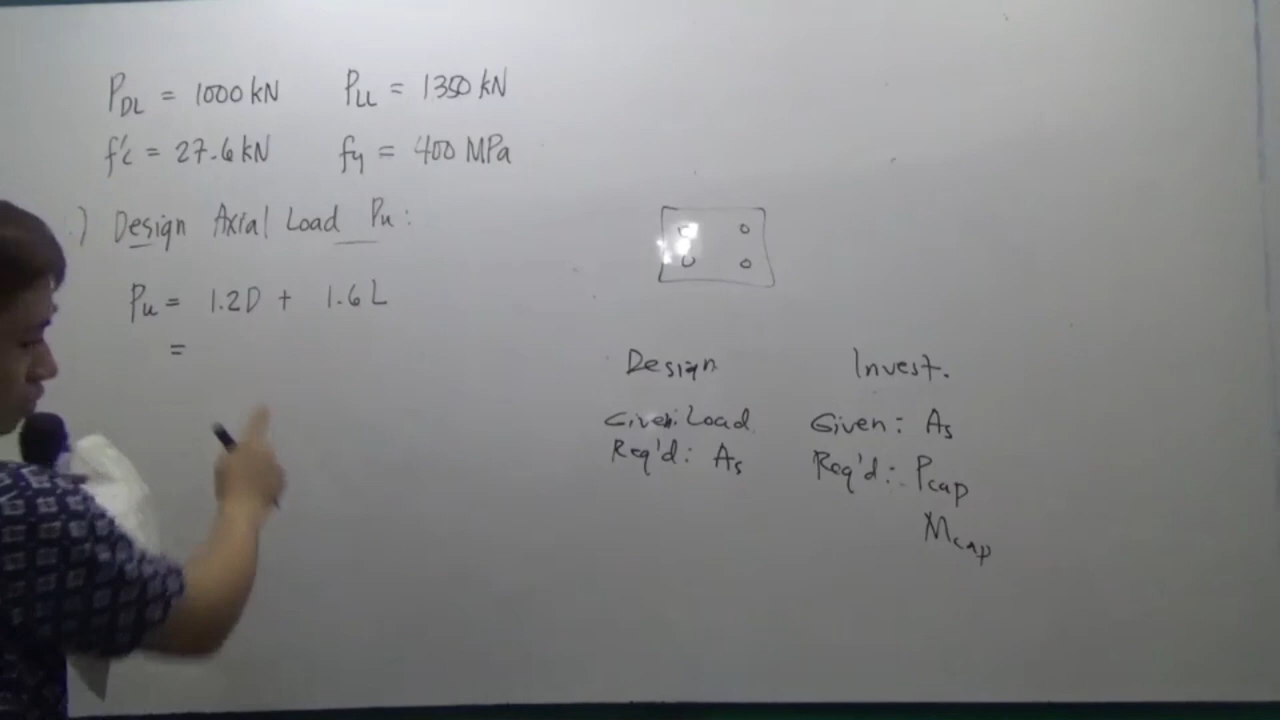 P_DL = 1000 kN P_LL = 1350 kN
f'c = 27.6 kN fy = 400 MPa
) Design Axial Load Pu :
Pu = 1.2D + 1.6L
=
Design Invest.
Given: Load Given: As
Req'd: As Req'd: Pcap
Mcap